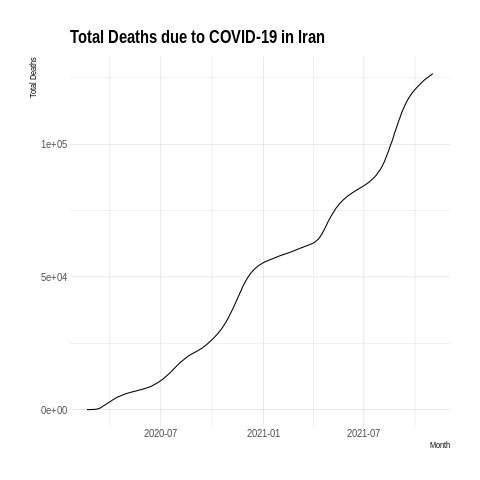 Total Deaths due to COVID-19 in Iran
Total Deaths
1e+05
5e+04
0e+00
2020-07 2021-01 2021-07
Month